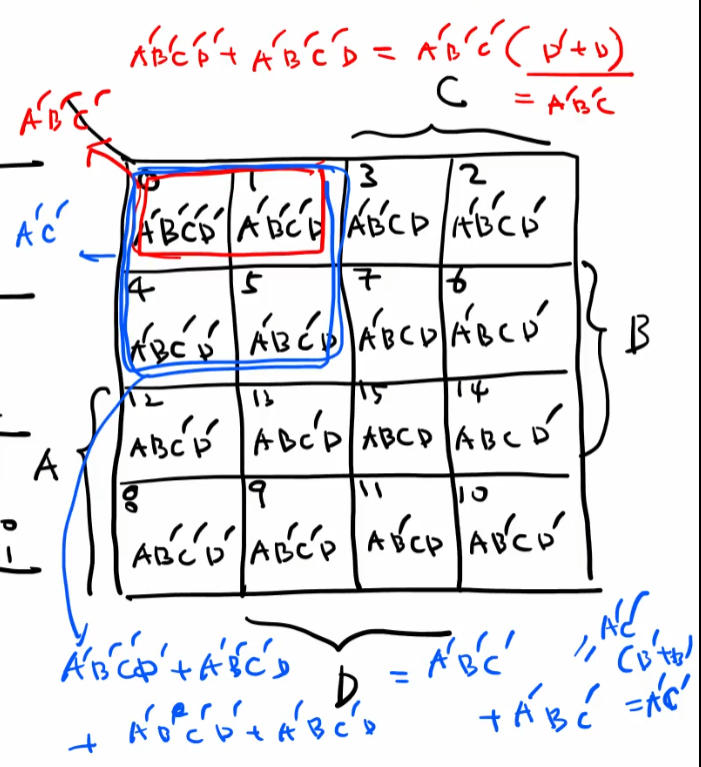 A'B'C'D' + A'B'C'D = A'B'C' (D'+D)
= A'B'C
C
A'B'C'
0 1 3 2
A'C'
A'B'C'D' A'B'C'D A'B'CD A'B'CD'
4 5 7 6
A'BC'D' A'BC'D A'BCD A'BCD'
B
12 13 15 14
ABC'D' ABC'D ABCD ABCD'
A
8 9 11 10
AB'C'D' AB'C'D AB'CD AB'CD'
0
1
D
A'B'C'D' + A'B'C'D = A'B'C' = A'C'
(B'+B)
+ A'BC'D' + A'BC'D + A'BC' = A'C'